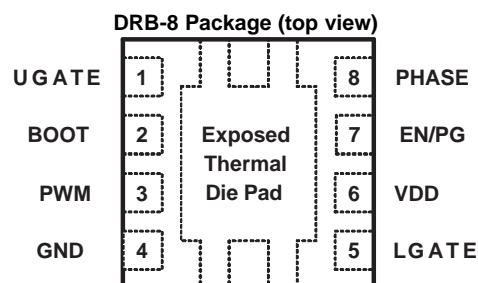 DRB-8 Package (top view)
UGATE 1 8 PHASE
BOOT 2 Exposed 7 EN/PG
Thermal
PWM 3 Die Pad 6 VDD
GND 4 5 LGATE